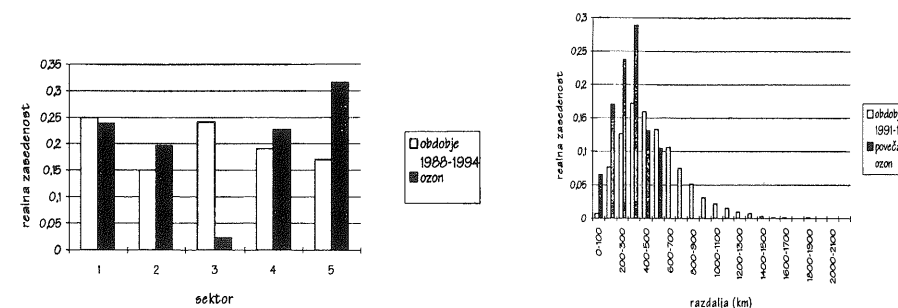 realna zasedenost
0,35
0,3
0,25
0,2
0,15
0,1
0,05
0
1 2 3 4 5
sektor
obdobje
1988-1994
ozon
realna zasedenost
0,3
0,25
0,2
0,15
0,1
0,05
0
0-100
200-300
400-500
600-700
800-900
1000-1100
1200-1300
1400-1500
1600-1700
1800-1900
2000-2100
razdalja (km)
obdobj
1991-1
poveča
ozon